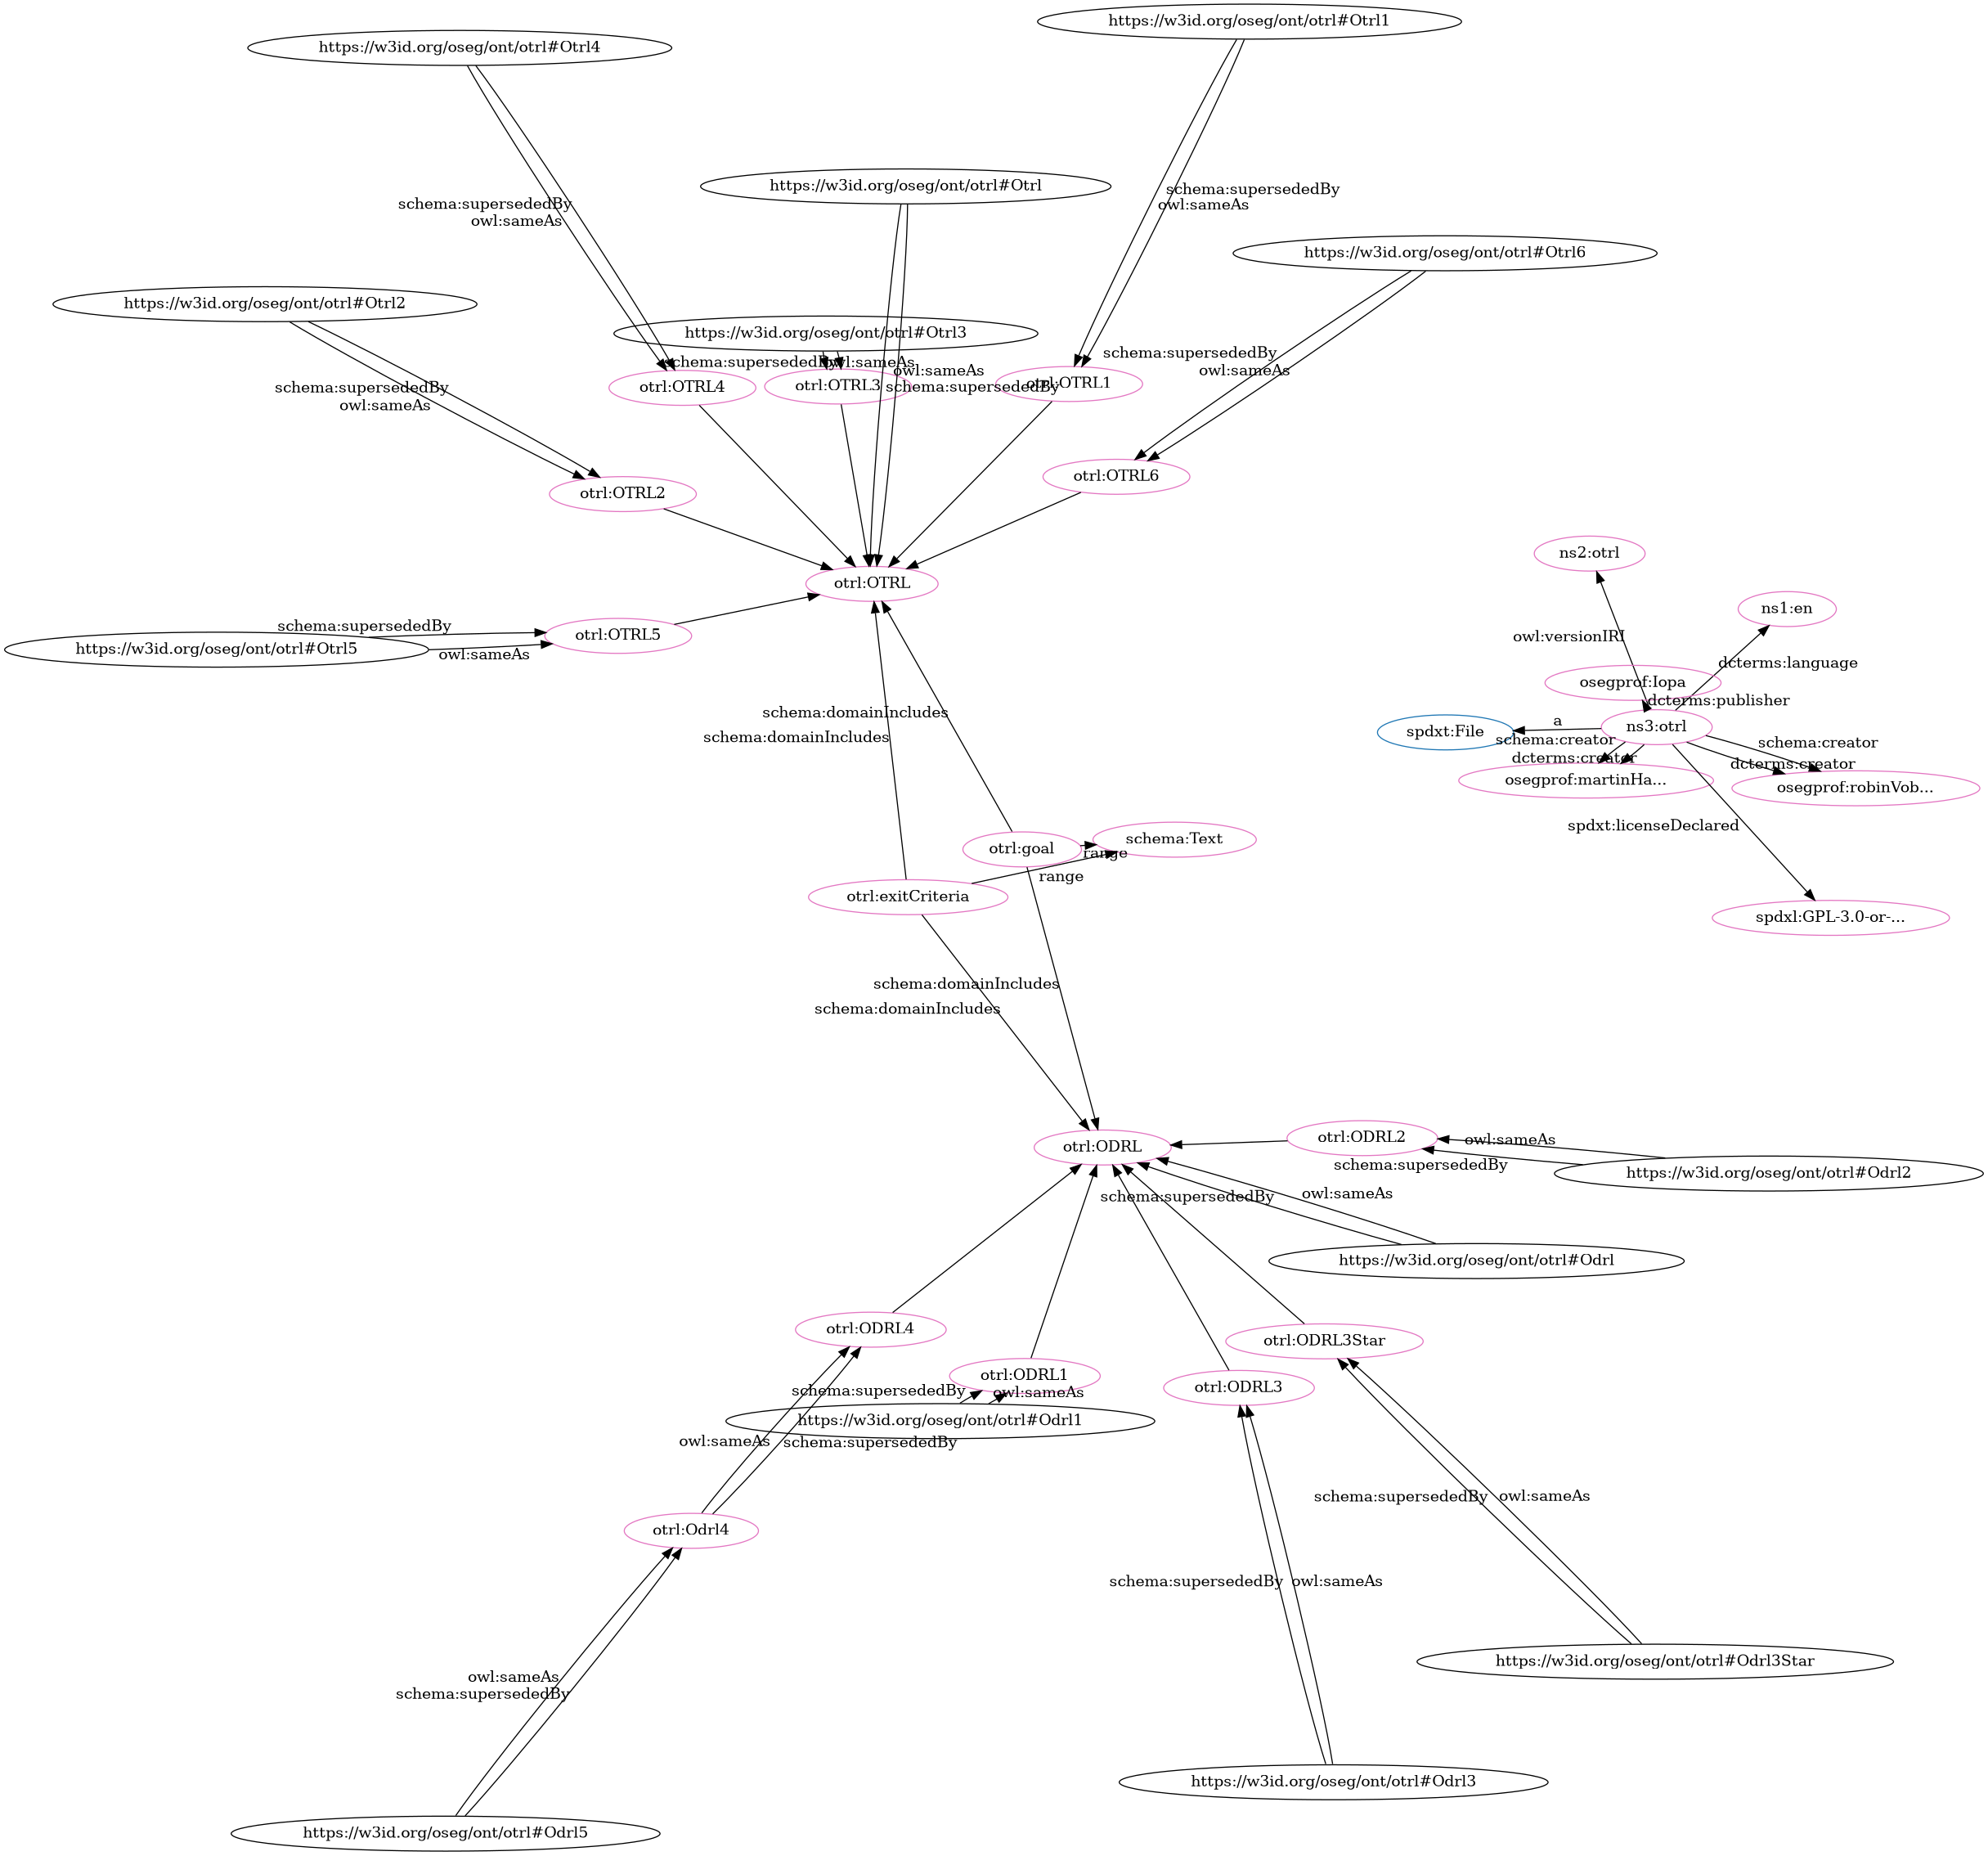 https://w3id.org/oseg/ont/otrl#Otrl1
https://w3id.org/oseg/ont/otrl#Otrl4
https://w3id.org/oseg/ont/otrl#Otrl
schema:supersededBy
owl:sameAs
schema:supersededBy
owl:sameAs
https://w3id.org/oseg/ont/otrl#Otrl6
https://w3id.org/oseg/ont/otrl#Otrl2
https://w3id.org/oseg/ont/otrl#Otrl3
schema:supersededBy
owl:sameAs
owl:sameAs
schema:supersededBy
schema:supersededBy
owl:sameAs
otrl:OTRL4
otrl:OTRL3
otrl:OTRL1
schema:supersededBy
owl:sameAs
otrl:OTRL6
otrl:OTRL2
ns2:otrl
otrl:OTRL
ns1:en
schema:supersededBy
otrl:OTRL5
owl:versionIRI
https://w3id.org/oseg/ont/otrl#Otrl5
owl:sameAs
dcterms:language
osegprof:Iopa
dcterms:publisher
schema:domainIncludes
schema:domainIncludes
a
ns3:otrl
spdxt:File
schema:creator
schema:creator
dcterms:creator
dcterms:creator
osegprof:martinHa...
osegprof:robinVob...
spdxt:licenseDeclared
schema:Text
otrl:goal
range
range
otrl:exitCriteria
spdxl:GPL-3.0-or-...
schema:domainIncludes
schema:domainIncludes
otrl:ODRL
otrl:ODRL2
owl:sameAs
schema:supersededBy
https://w3id.org/oseg/ont/otrl#Odrl2
schema:supersededBy
owl:sameAs
https://w3id.org/oseg/ont/otrl#Odrl
otrl:ODRL4
otrl:ODRL3Star
otrl:ODRL1
otrl:ODRL3
schema:supersededBy
owl:sameAs
https://w3id.org/oseg/ont/otrl#Odrl1
owl:sameAs
schema:supersededBy
schema:supersededBy
owl:sameAs
otrl:Odrl4
schema:supersededBy
owl:sameAs
https://w3id.org/oseg/ont/otrl#Odrl3Star
owl:sameAs
schema:supersededBy
https://w3id.org/oseg/ont/otrl#Odrl3
https://w3id.org/oseg/ont/otrl#Odrl5